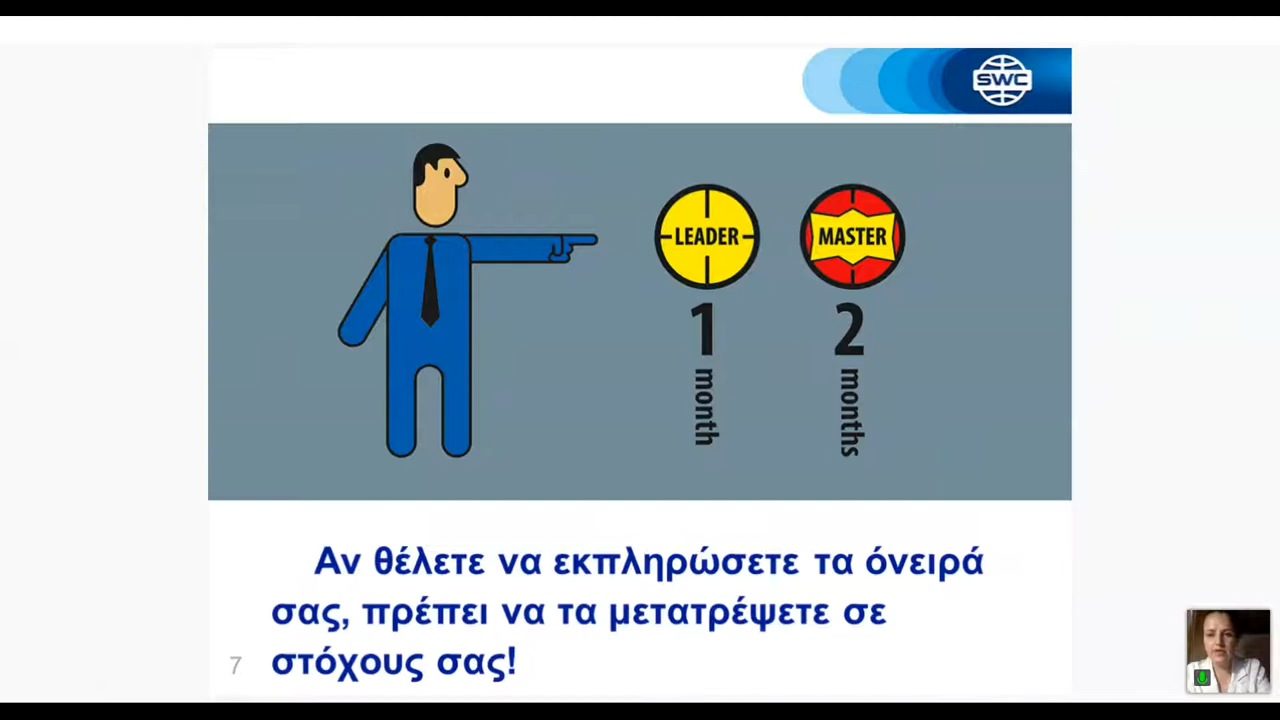 SWC
LEADER
MASTER
1
2
month
months
Αν θέλετε να εκπληρώσετε τα όνειρά
σας, πρέπει να τα μετατρέψετε σε
στόχους σας!
7